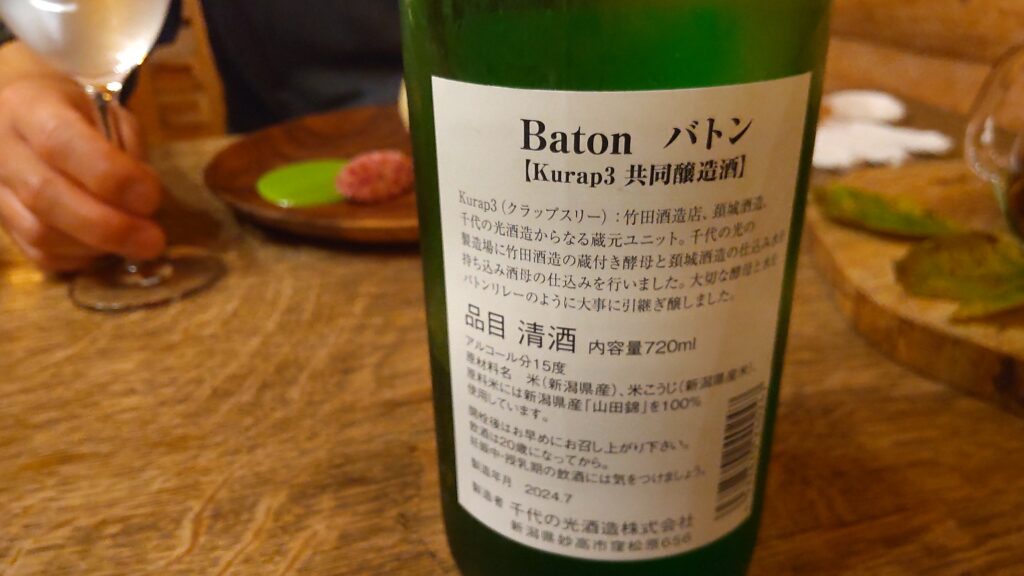 Baton バトン
【Kurap3 共同醸造酒】
Kurap3（クラップスリー）：竹田酒造店、頚城酒造、
千代の光酒造からなる蔵元ユニット。千代の光の
製造場に竹田酒造の蔵付き酵母と頚城酒造の仕込み水を
持ち込み酒母の仕込みを行いました。大切な酵母と水を
バトンリレーのように大事に引継ぎ醸しました。
品目 清酒 内容量720ml
アルコール分15度
原材料名 米（新潟県産）、米こうじ（新潟県産米）、
原料米には新潟県産「山田錦」を100%
使用しています。
開栓後はお早めにお召し上がり下さい。
飲酒は20歳になってから。
妊娠中・授乳期の飲酒には気をつけましょう。
製造年月 2024.7
製造者 千代の光酒造株式会社
新潟県妙高市窪松原656